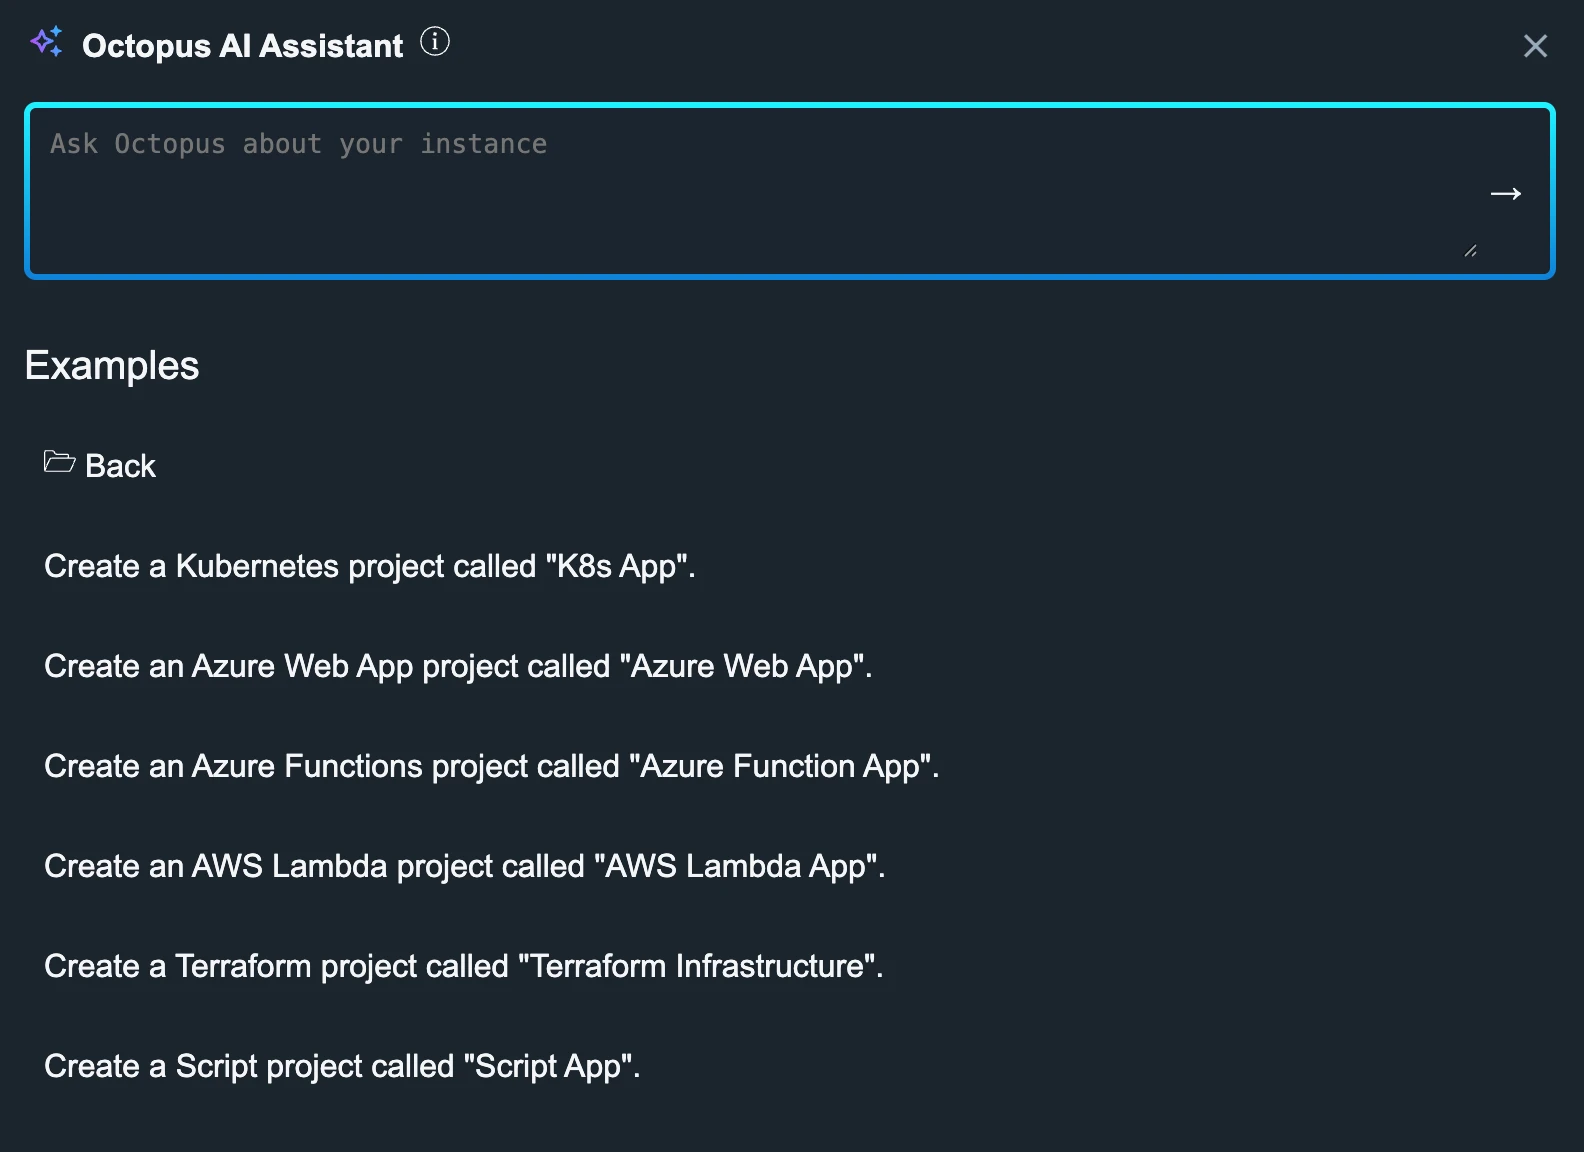 Octopus AI Assistant
Ask Octopus about your instance
Examples
Back
Create a Kubernetes project called "K8s App".
Create an Azure Web App project called "Azure Web App".
Create an Azure Functions project called "Azure Function App".
Create an AWS Lambda project called "AWS Lambda App".
Create a Terraform project called "Terraform Infrastructure".
Create a Script project called "Script App".